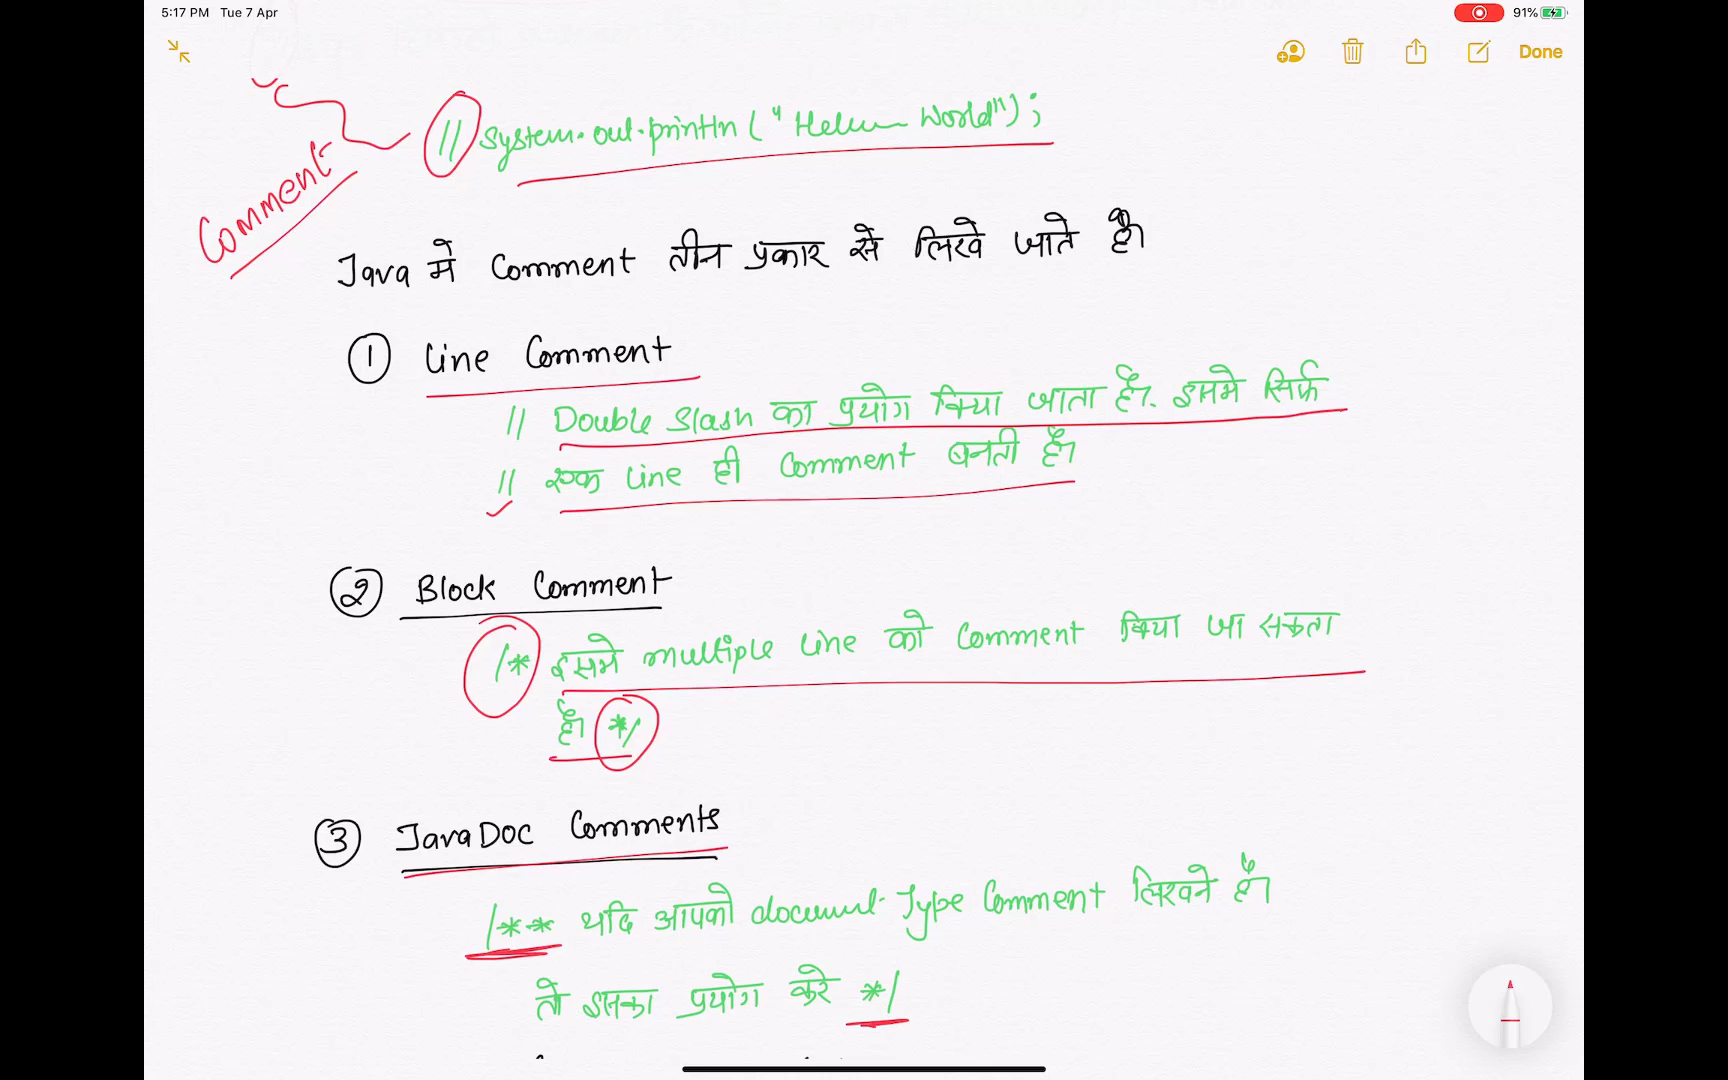 5:17 PM Tue 7 Apr
91%
Done
// System.out.println ("Hello World");
Comment
Java में Comment तीन प्रकार से लिखे जाते है।
① Line Comment
// Double Slash का प्रयोग किया जाता है. इसमे सिर्फ
// एक Line ही Comment बनती है।
② Block Comment
/* इसमे multiple line को comment किया जा सकता
है। */
③ JavaDoc Comments
/** यदि आपको document Type Comment लिखने है।
तो इसका प्रयोग करे */